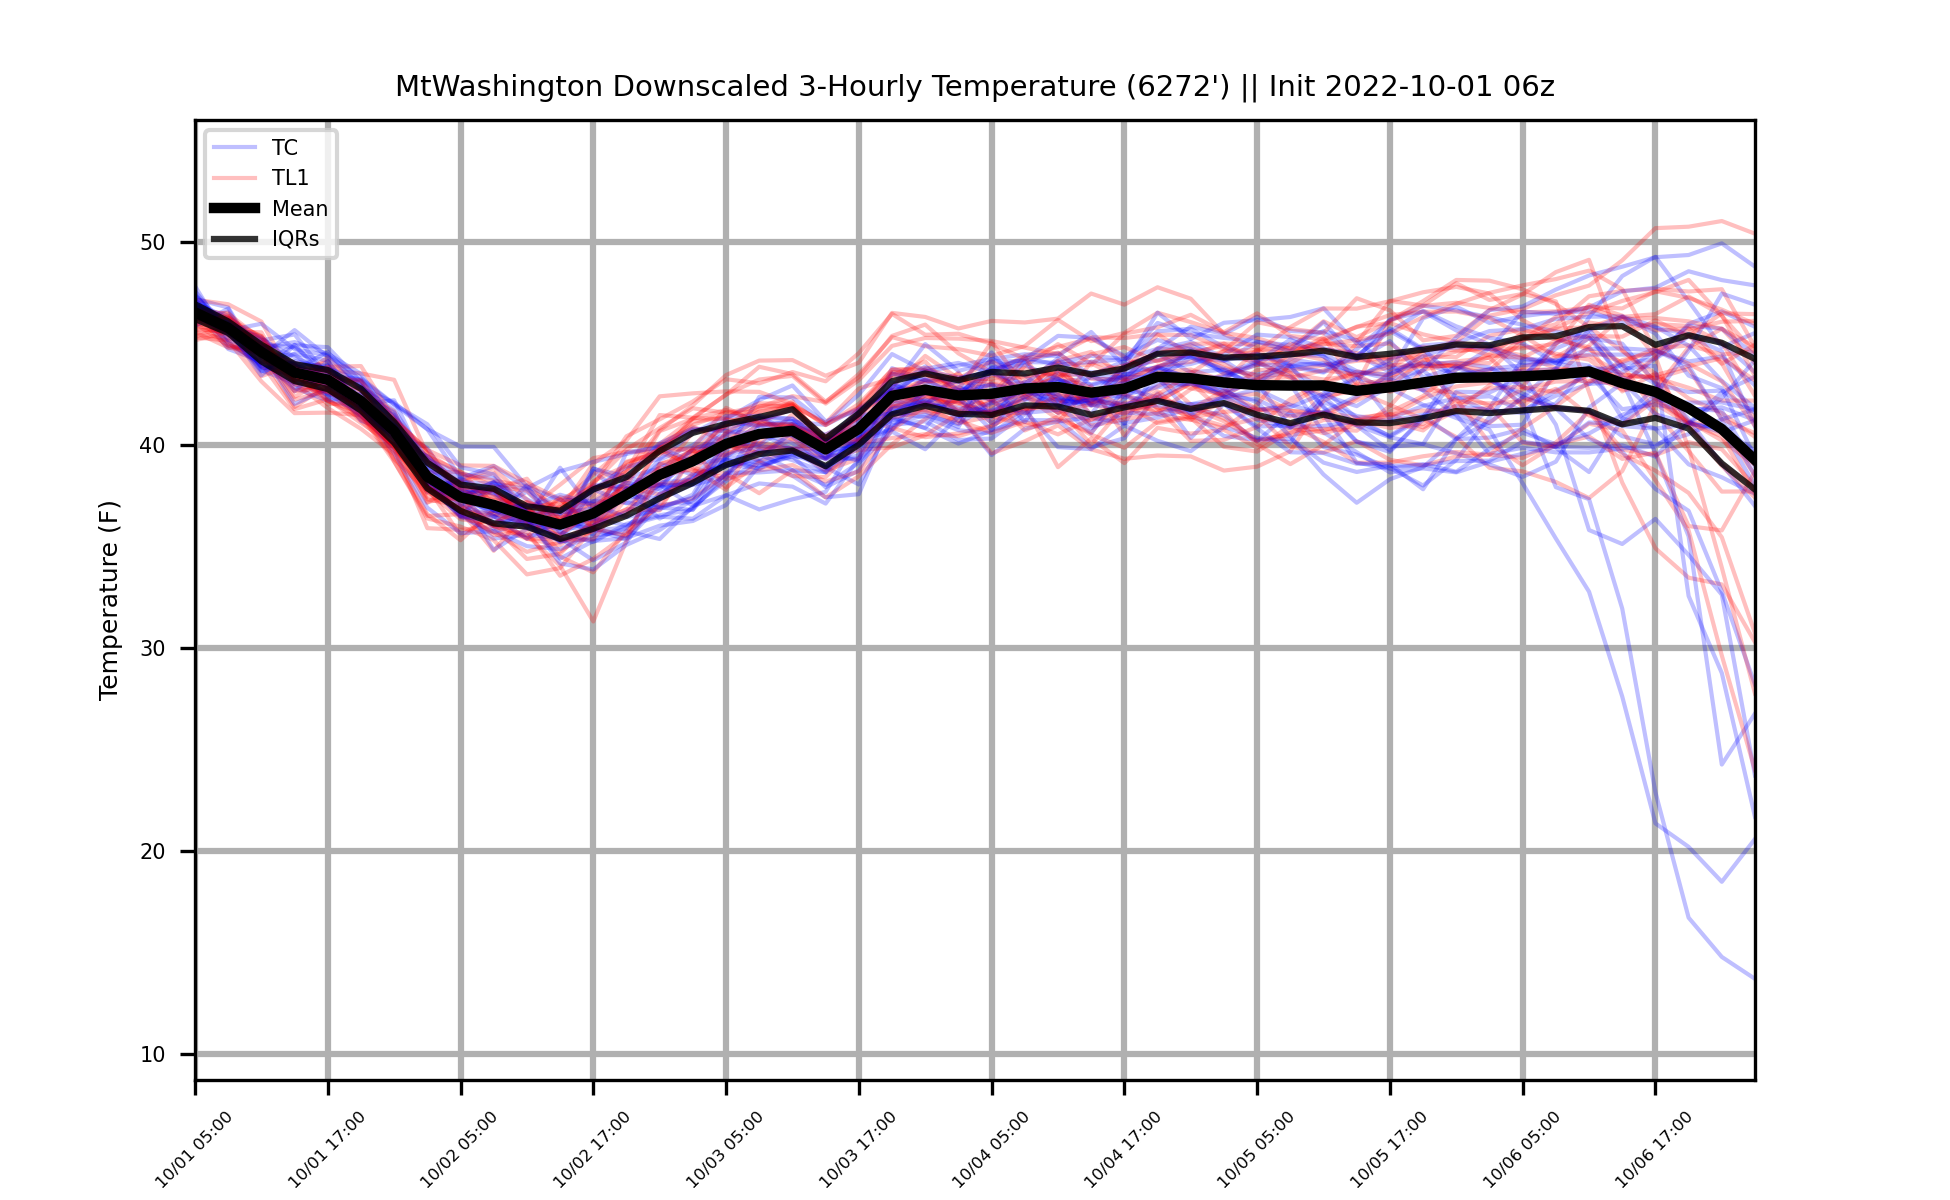 MtWashington Downscaled 3-Hourly Temperature (6272') || Init 2022-10-01 06z
TC
TL1
Mean
IQRs
Temperature (F)
50
40
30
20
10
10/01 05:00
10/01 17:00
10/02 05:00
10/02 17:00
10/03 05:00
10/03 17:00
10/04 05:00
10/04 17:00
10/05 05:00
10/05 17:00
10/06 05:00
10/06 17:00